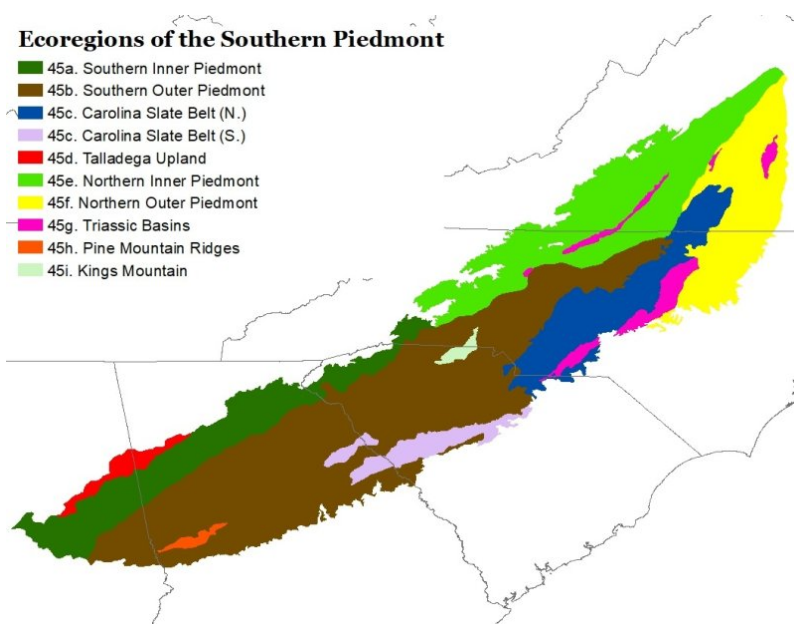 Ecoregions of the Southern Piedmont
45a. Southern Inner Piedmont
45b. Southern Outer Piedmont
45c. Carolina Slate Belt (N.)
45c. Carolina Slate Belt (S.)
45d. Talladega Upland
45e. Northern Inner Piedmont
45f. Northern Outer Piedmont
45g. Triassic Basins
45h. Pine Mountain Ridges
45i. Kings Mountain